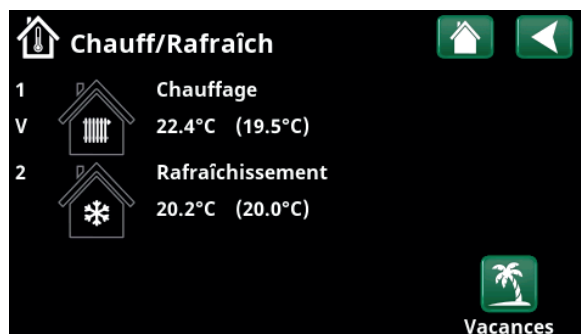 Chauff/Rafraîch
1 Chauffage
V 22.4°C (19.5°C)
2 Rafraîchissement
20.2°C (20.0°C)
Vacances